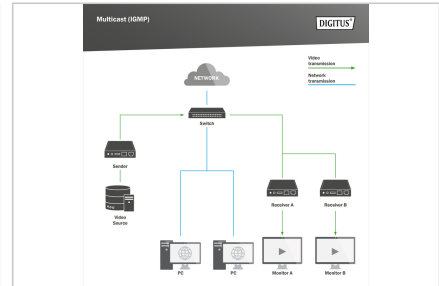 Multicast (IGMP)
DIGITUS®
Video
transmission
Network
transmission
NETWORK
Switch
Sender
Video
Source
Receiver A
Receiver B
PC
PC
Monitor A
Monitor B